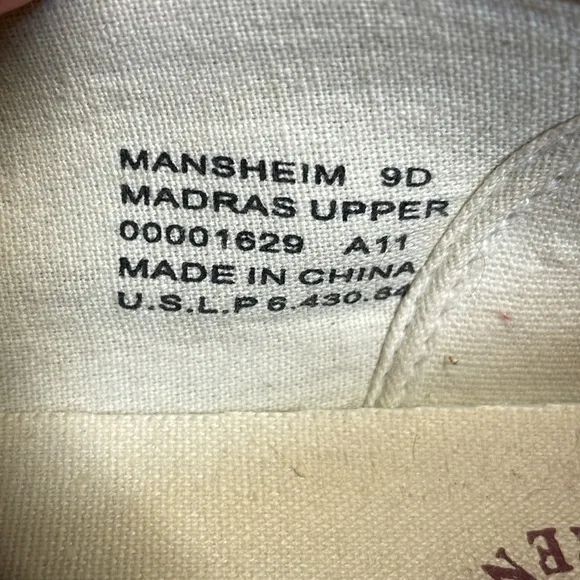 MANSHEIM 9D
MADRAS UPPER
00001629 A11
MADE IN CHINA
U.S.L.P 6.430.84